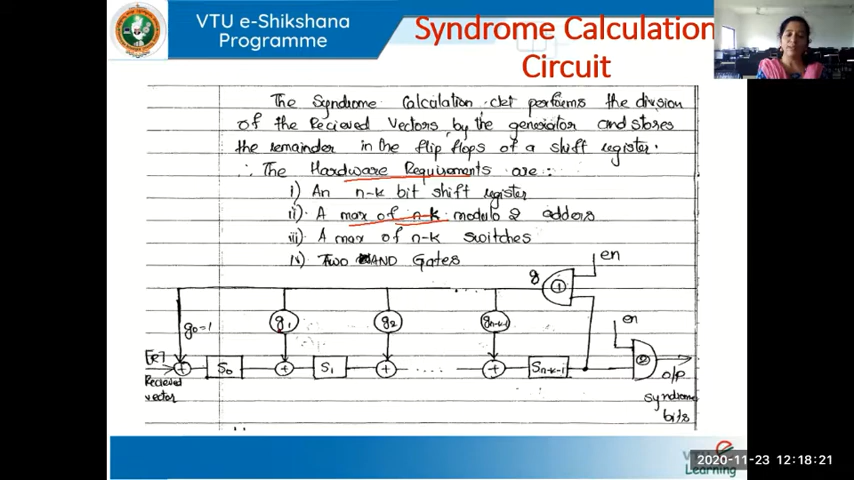 VTU e-Shikshana
Programme
Syndrome Calculation
Circuit
The Syndrome Calculation ckt performs the division
of the Recieved Vectors by the generator and stores
the remainder in the flip flops of a shift register.
∴ The Hardware Requirements are:
i) An n-k bit shift register
ii) A max of n-k modulo 2 adders
iii) A max of n-k switches
iv) Two AND Gates
en
g
1
g0=1
g1
g2
gn-k-1
en
2
[R]
+
S0
+
S1
+
....
+
Sn-k-1
o/p
Recieved
vector
syndrome
bits
2020-11-23 12:18:21
Learning